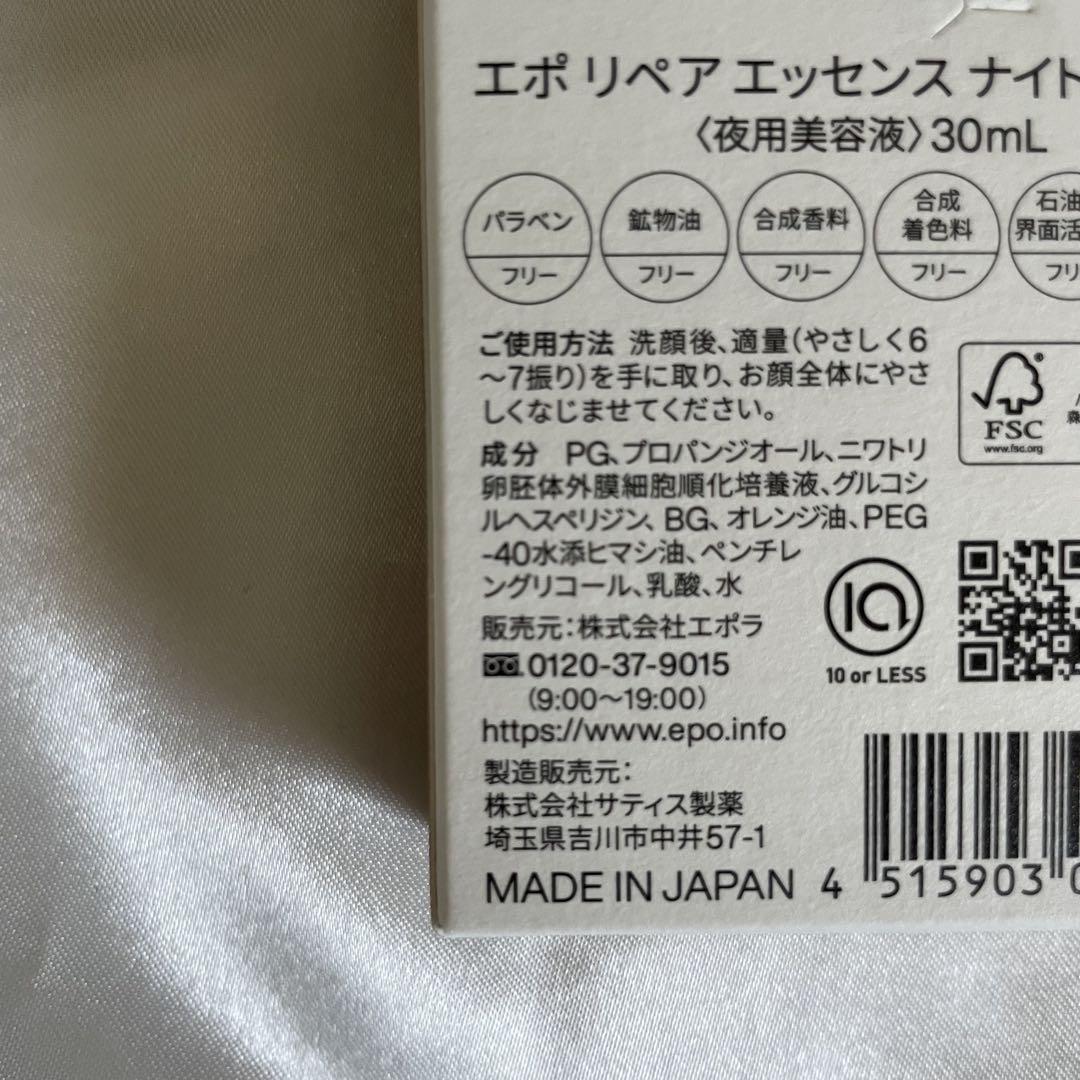 エポ リペア エッセンス ナイト
〈夜用美容液〉30mL
パラベン
フリー
鉱物油
フリー
合成香料
フリー
合成
着色料
フリー
石油
界面活
フリ
ご使用方法 洗顔後、適量(やさしく6
～7振り)を手に取り、お顔全体にやさ
しくなじませてください。
FSC
www.fsc.org
成分 PG、プロパンジオール、ニワトリ
卵胚体外膜細胞順化培養液、グルコシ
ルヘスペリジン、BG、オレンジ油、PEG
-40水添ヒマシ油、ペンチレ
ングリコール、乳酸、水
10 or LESS
販売元:株式会社エポラ
0120-37-9015
(9:00～19:00)
https://www.epo.info
製造販売元:
株式会社サティス製薬
埼玉県吉川市中井57-1
MADE IN JAPAN
4 515903